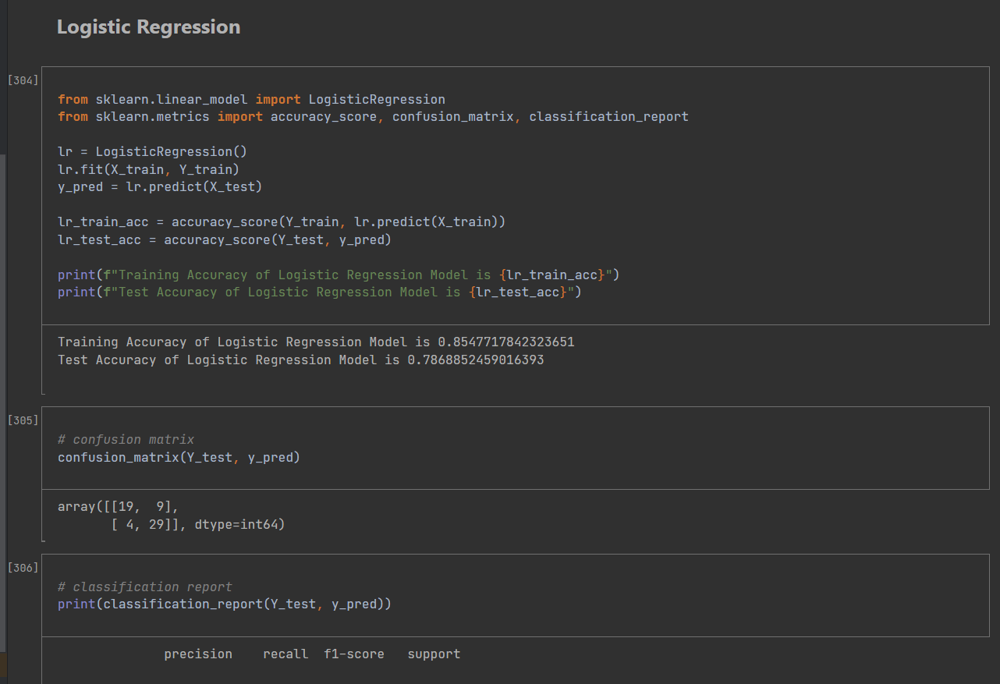 Logistic Regression
[304]
from sklearn.linear_model import LogisticRegression
from sklearn.metrics import accuracy_score, confusion_matrix, classification_report
lr = LogisticRegression()
lr.fit(X_train, Y_train)
y_pred = lr.predict(X_test)
lr_train_acc = accuracy_score(Y_train, lr.predict(X_train))
lr_test_acc = accuracy_score(Y_test, y_pred)
print(f"Training Accuracy of Logistic Regression Model is {lr_train_acc}")
print(f"Test Accuracy of Logistic Regression Model is {lr_test_acc}")
Training Accuracy of Logistic Regression Model is 0.8547717842323651
Test Accuracy of Logistic Regression Model is 0.7868852459016393
[305]
# confusion matrix
confusion_matrix(Y_test, y_pred)
array([[19,  9],
       [ 4, 29]], dtype=int64)
[306]
# classification report
print(classification_report(Y_test, y_pred))
precision    recall  f1-score   support